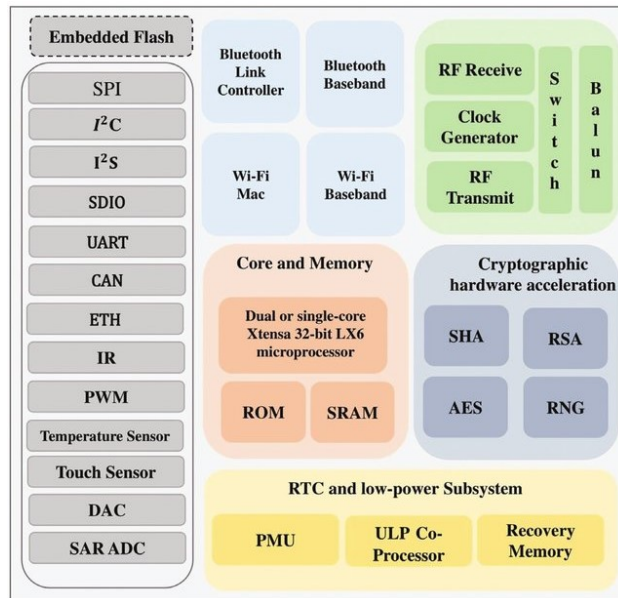 Embedded Flash
SPI
I²C
I²S
SDIO
UART
CAN
ETH
IR
PWM
Temperature Sensor
Touch Sensor
DAC
SAR ADC
Bluetooth
Link
Controller
Bluetooth
Baseband
Wi-Fi
Mac
Wi-Fi
Baseband
RF Receive
Clock
Generator
RF
Transmit
Switch
Balun
Core and Memory
Dual or single-core
Xtensa 32-bit LX6
microprocessor
ROM
SRAM
Cryptographic
hardware acceleration
SHA
RSA
AES
RNG
RTC and low-power Subsystem
PMU
ULP Co-
Processor
Recovery
Memory